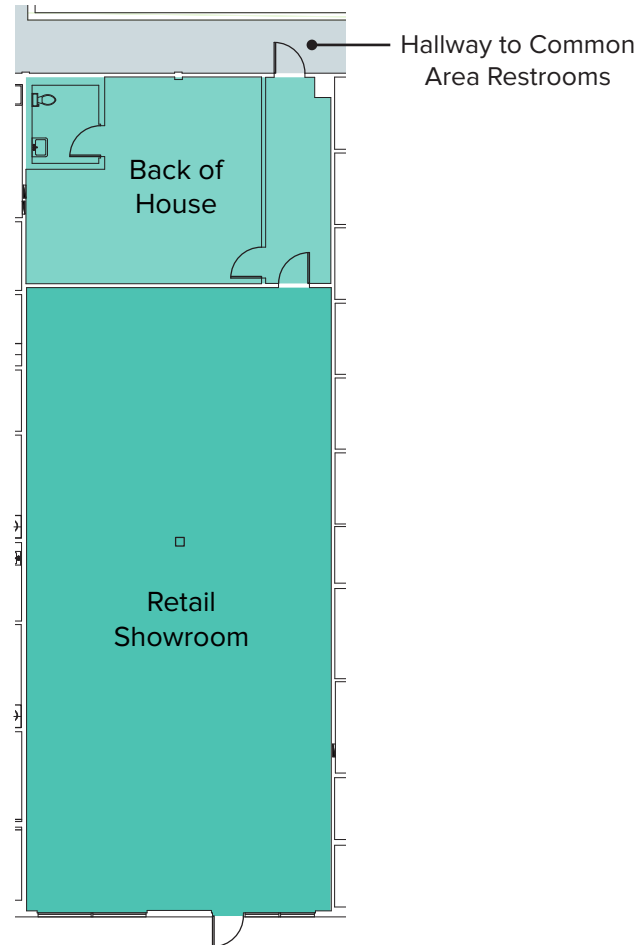 Hallway to Common
Area Restrooms
Back of
House
Retail
Showroom